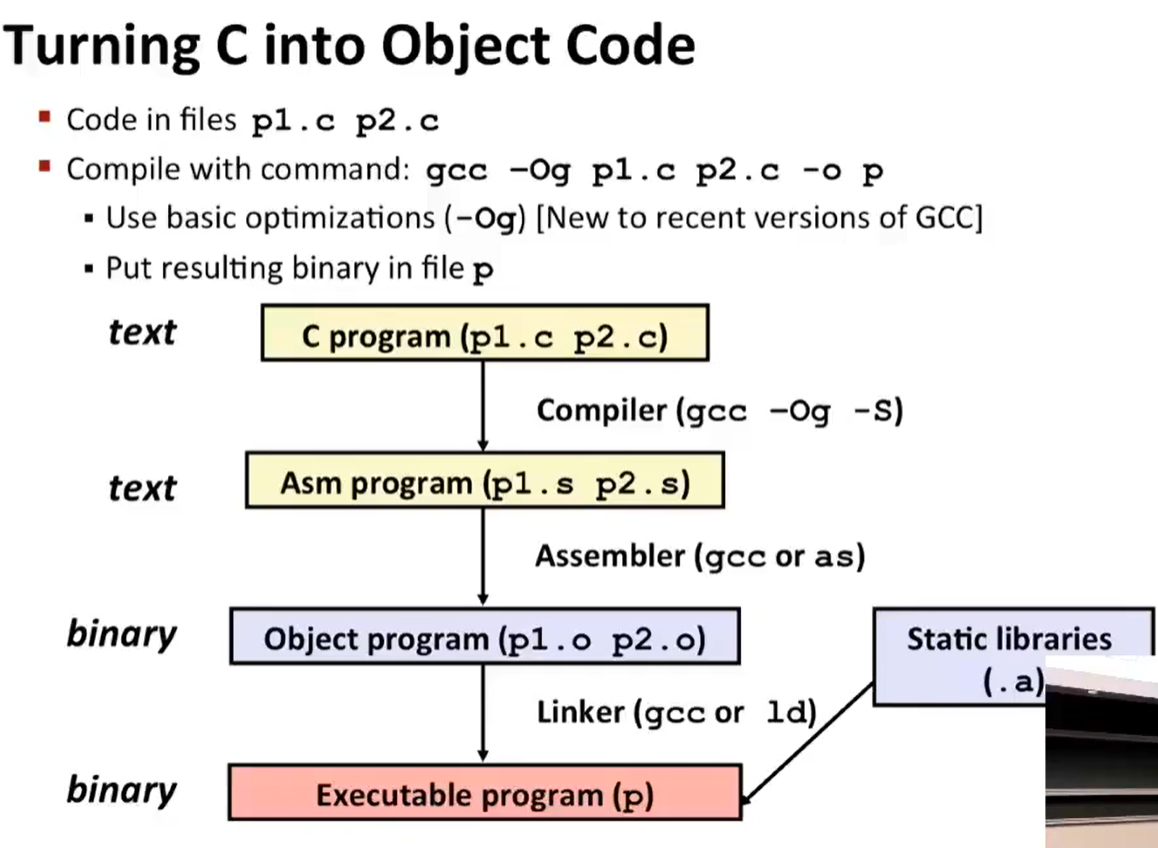 Turning C into Object Code
▪ Code in files p1.c p2.c
▪ Compile with command: gcc –Og p1.c p2.c -o p
▪ Use basic optimizations (–Og) [New to recent versions of GCC]
▪ Put resulting binary in file p
text
C program (p1.c p2.c)
Compiler (gcc –Og -S)
text
Asm program (p1.s p2.s)
Assembler (gcc or as)
binary
Object program (p1.o p2.o)
Static libraries
(.a)
Linker (gcc or ld)
binary
Executable program (p)